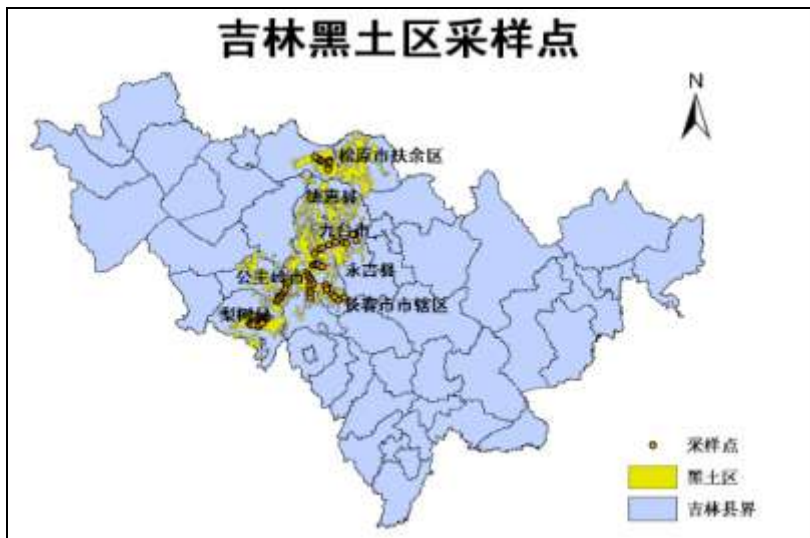 吉林黑土区采样点
N
松原市扶余区
德惠县
九台市
永吉县
公主岭市
长春市市辖区
梨树县
采样点
黑土区
吉林县界